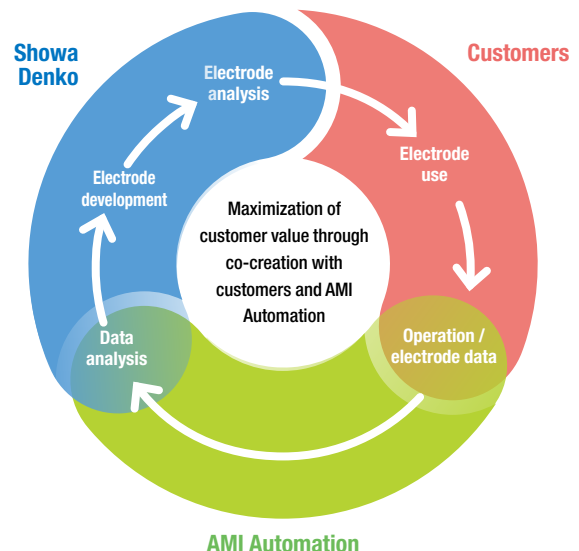 Showa
Denko
Customers
Electrode
analysis
Electrode
use
Electrode
development
Maximization of
customer value through
co-creation with
customers and AMI
Automation
Data
analysis
Operation /
electrode data
AMI Automation